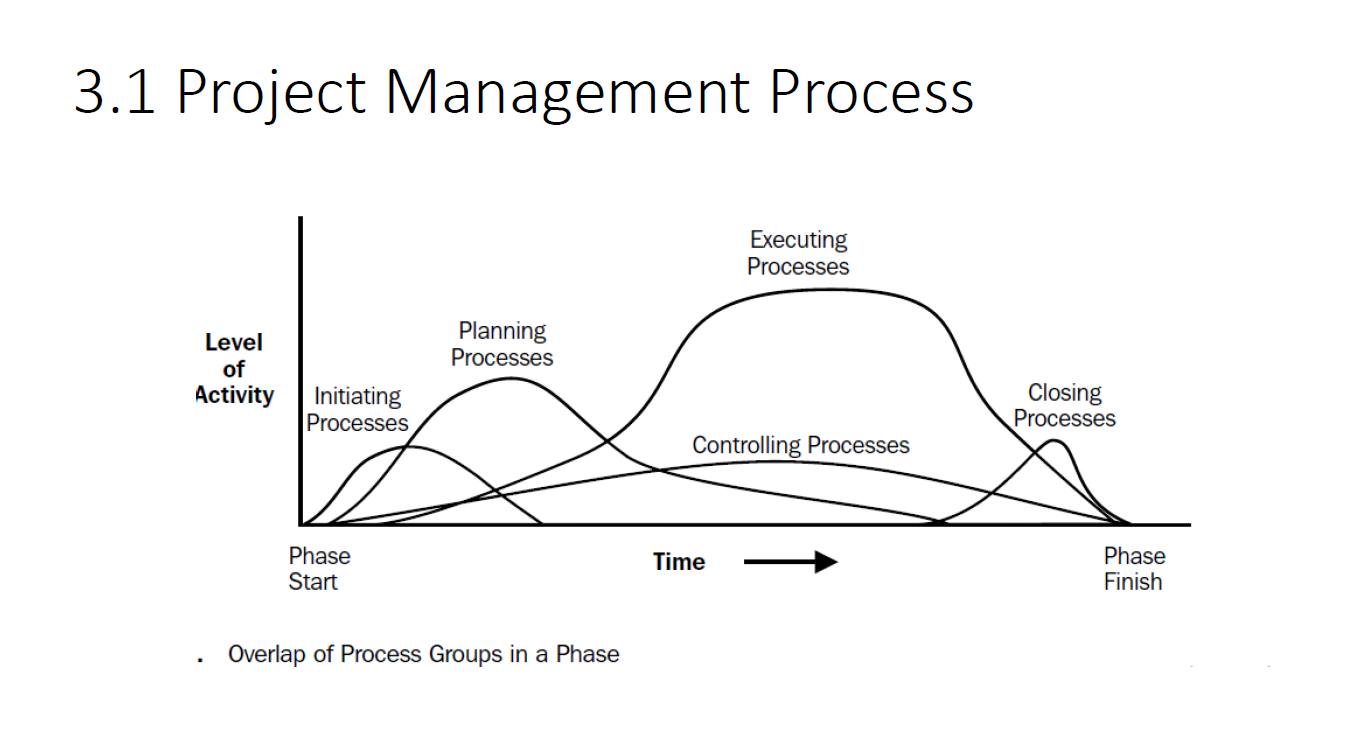 3.1 Project Management Process
Executing
Processes
Planning
Processes
Level
of
Activity
Initiating
Processes
Closing
Processes
Controlling Processes
Phase
Start
Time
Phase
Finish
. Overlap of Process Groups in a Phase